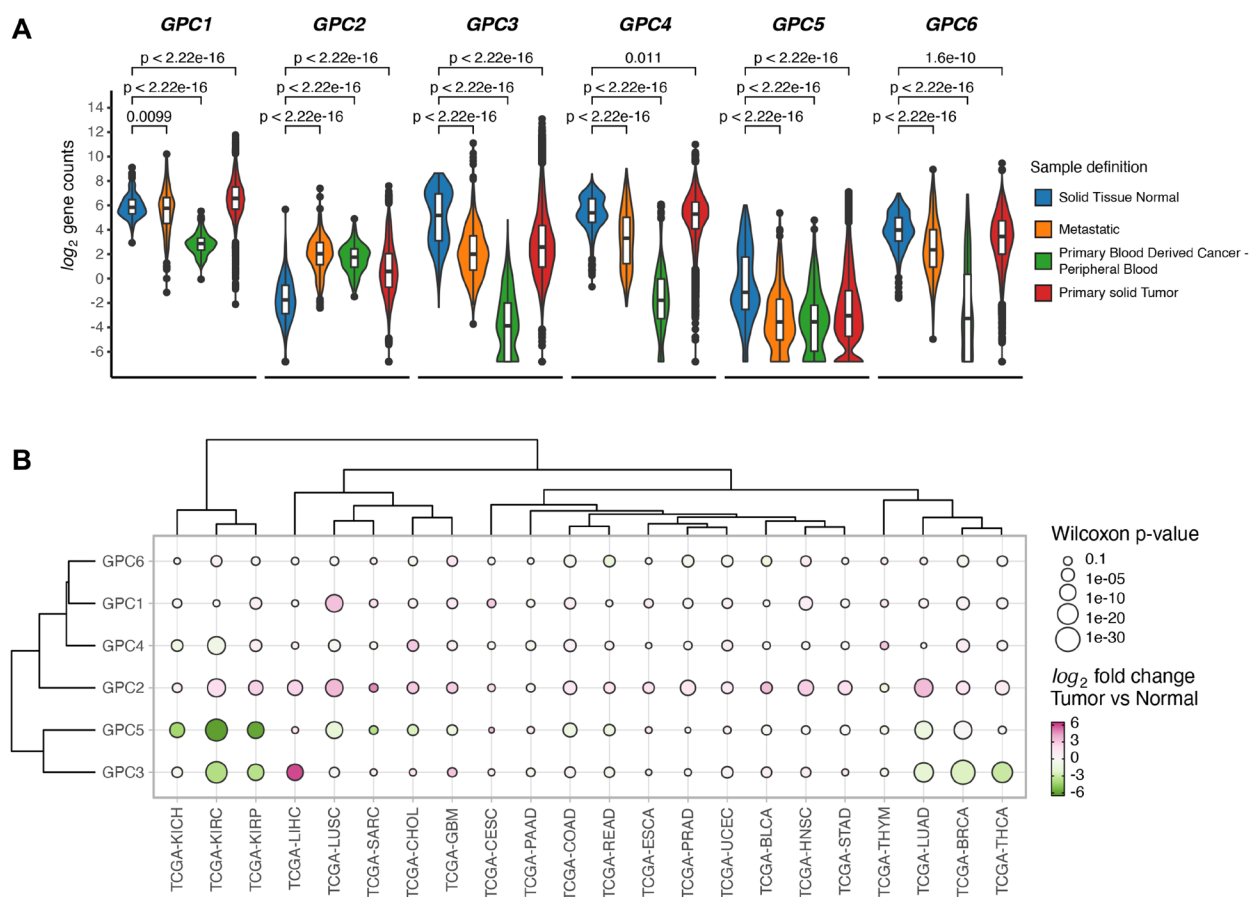 A
GPC1 GPC2 GPC3 GPC4 GPC5 GPC6
p < 2.22e-16 p < 2.22e-16 p < 2.22e-16 0.011 p < 2.22e-16 1.6e-10
p < 2.22e-16 p < 2.22e-16 p < 2.22e-16 p < 2.22e-16 p < 2.22e-16 p < 2.22e-16
0.0099 p < 2.22e-16 p < 2.22e-16 p < 2.22e-16 p < 2.22e-16 p < 2.22e-16
log2 gene counts
14
12
10
8
6
4
2
0
-2
-4
-6
Sample definition
Solid Tissue Normal
Metastatic
Primary Blood Derived Cancer -
Peripheral Blood
Primary solid Tumor
B
GPC6
GPC1
GPC4
GPC2
GPC5
GPC3
TCGA-KICH
TCGA-KIRC
TCGA-KIRP
TCGA-LIHC
TCGA-LUSC
TCGA-SARC
TCGA-CHOL
TCGA-GBM
TCGA-CESC
TCGA-PAAD
TCGA-COAD
TCGA-READ
TCGA-ESCA
TCGA-PRAD
TCGA-UCEC
TCGA-BLCA
TCGA-HNSC
TCGA-STAD
TCGA-THYM
TCGA-LUAD
TCGA-BRCA
TCGA-THCA
Wilcoxon p-value
0.1
1e-05
1e-10
1e-20
1e-30
log2 fold change
Tumor vs Normal
6
3
0
-3
-6